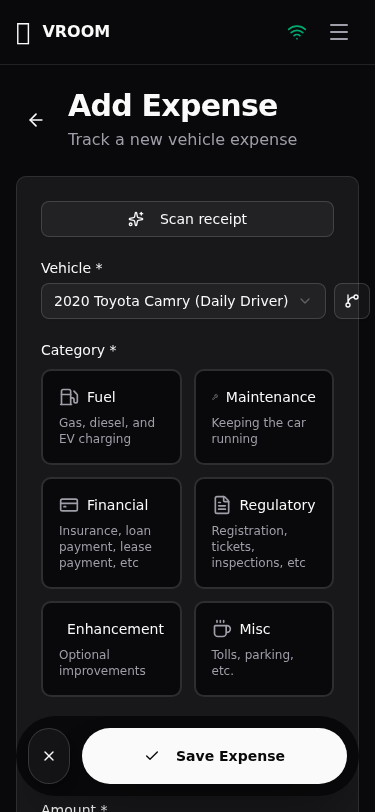 VROOM
Add Expense
Track a new vehicle expense
Scan receipt
Vehicle *
2020 Toyota Camry (Daily Driver)
Category *
Fuel
Gas, diesel, and
EV charging
Maintenance
Keeping the car
running
Financial
Insurance, loan
payment, lease
payment, etc
Regulatory
Registration,
tickets,
inspections, etc
Enhancement
Optional
improvements
Misc
Tolls, parking,
etc.
Save Expense
Amount *